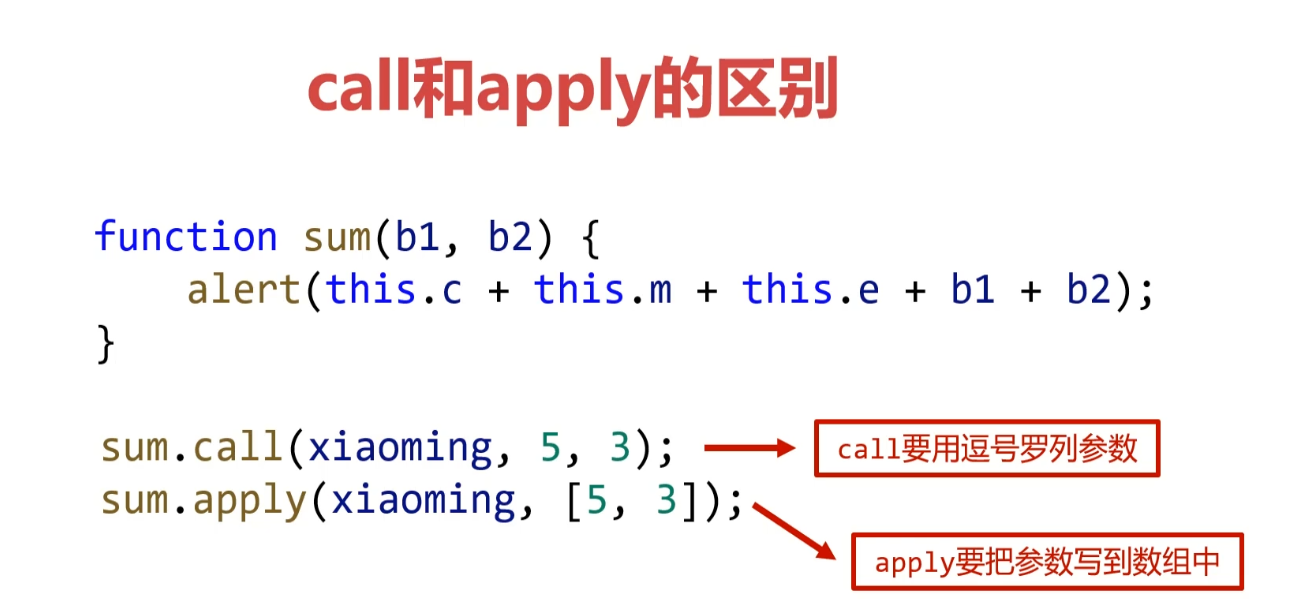 call和apply的区别
function sum(b1, b2) {
    alert(this.c + this.m + this.e + b1 + b2);
}
sum.call(xiaoming, 5, 3);
call要用逗号罗列参数
sum.apply(xiaoming, [5, 3]);
apply要把参数写到数组中